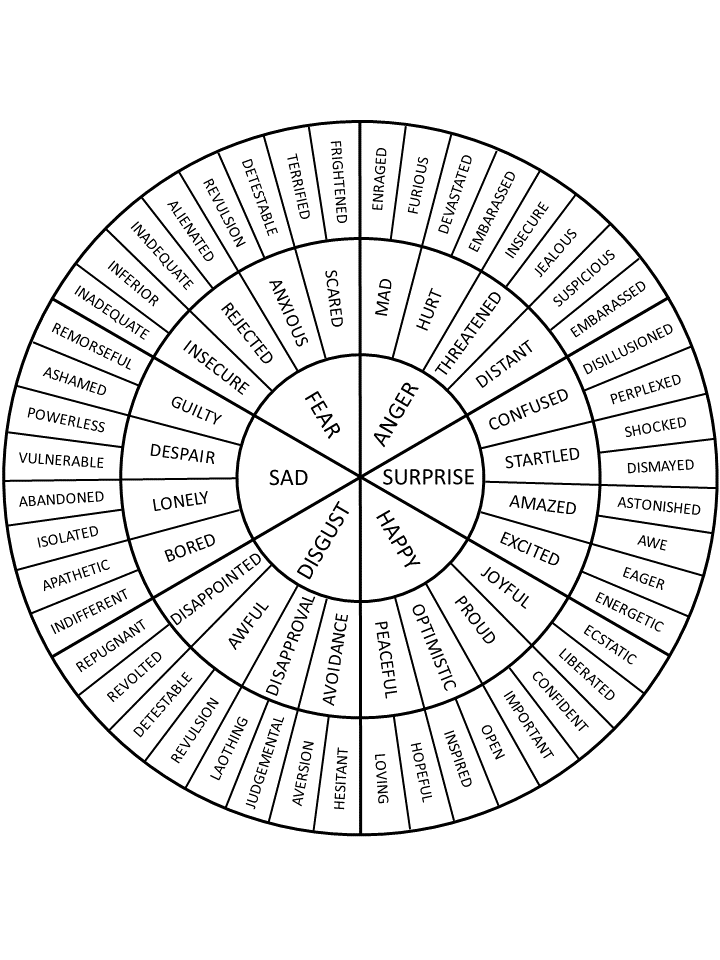 FEAR
ANGER
SURPRISE
HAPPY
DISGUST
SAD
MAD
HURT
THREATENED
DISTANT
CONFUSED
STARTLED
AMAZED
EXCITED
JOYFUL
PROUD
OPTIMISTIC
PEACEFUL
AVOIDANCE
DISAPPROVAL
AWFUL
DISAPPOINTED
BORED
LONELY
DESPAIR
GUILTY
INSECURE
REJECTED
ANXIOUS
SCARED
ENRAGED
FURIOUS
DEVASTATED
EMBARASSED
INSECURE
JEALOUS
SUSPICIOUS
EMBARASSED
DISILLUSIONED
PERPLEXED
SHOCKED
DISMAYED
ASTONISHED
AWE
EAGER
ENERGETIC
ECSTATIC
LIBERATED
CONFIDENT
IMPORTANT
OPEN
INSPIRED
HOPEFUL
LOVING
HESITANT
AVERSION
JUDGEMENTAL
LAOTHING
REVULSION
DETESTABLE
REVOLTED
REPUGNANT
INDIFFERENT
APATHETIC
ISOLATED
ABANDONED
VULNERABLE
POWERLESS
ASHAMED
REMORSEFUL
INADEQUATE
INFERIOR
INADEQUATE
ALIENATED
REVULSION
DETESTABLE
TERRIFIED
FRIGHTENED